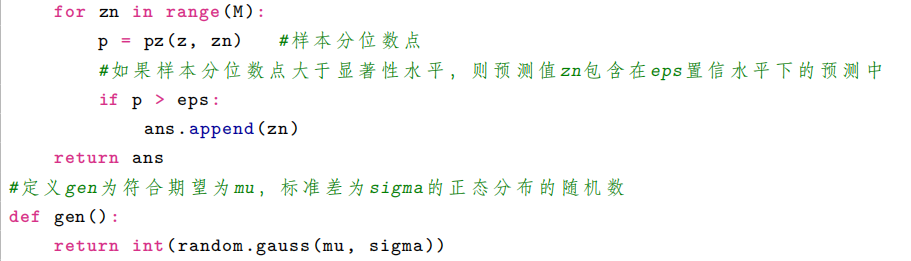 for zn in range(M):
p = pz(z, zn) #样本分位数点
#如果样本分位数点大于显著性水平，则预测值zn包含在eps置信水平下的预测中
if p > eps:
ans.append(zn)
return ans
#定义gen为符合期望为mu，标准差为sigma的正态分布的随机数
def gen():
return int(random.gauss(mu, sigma))